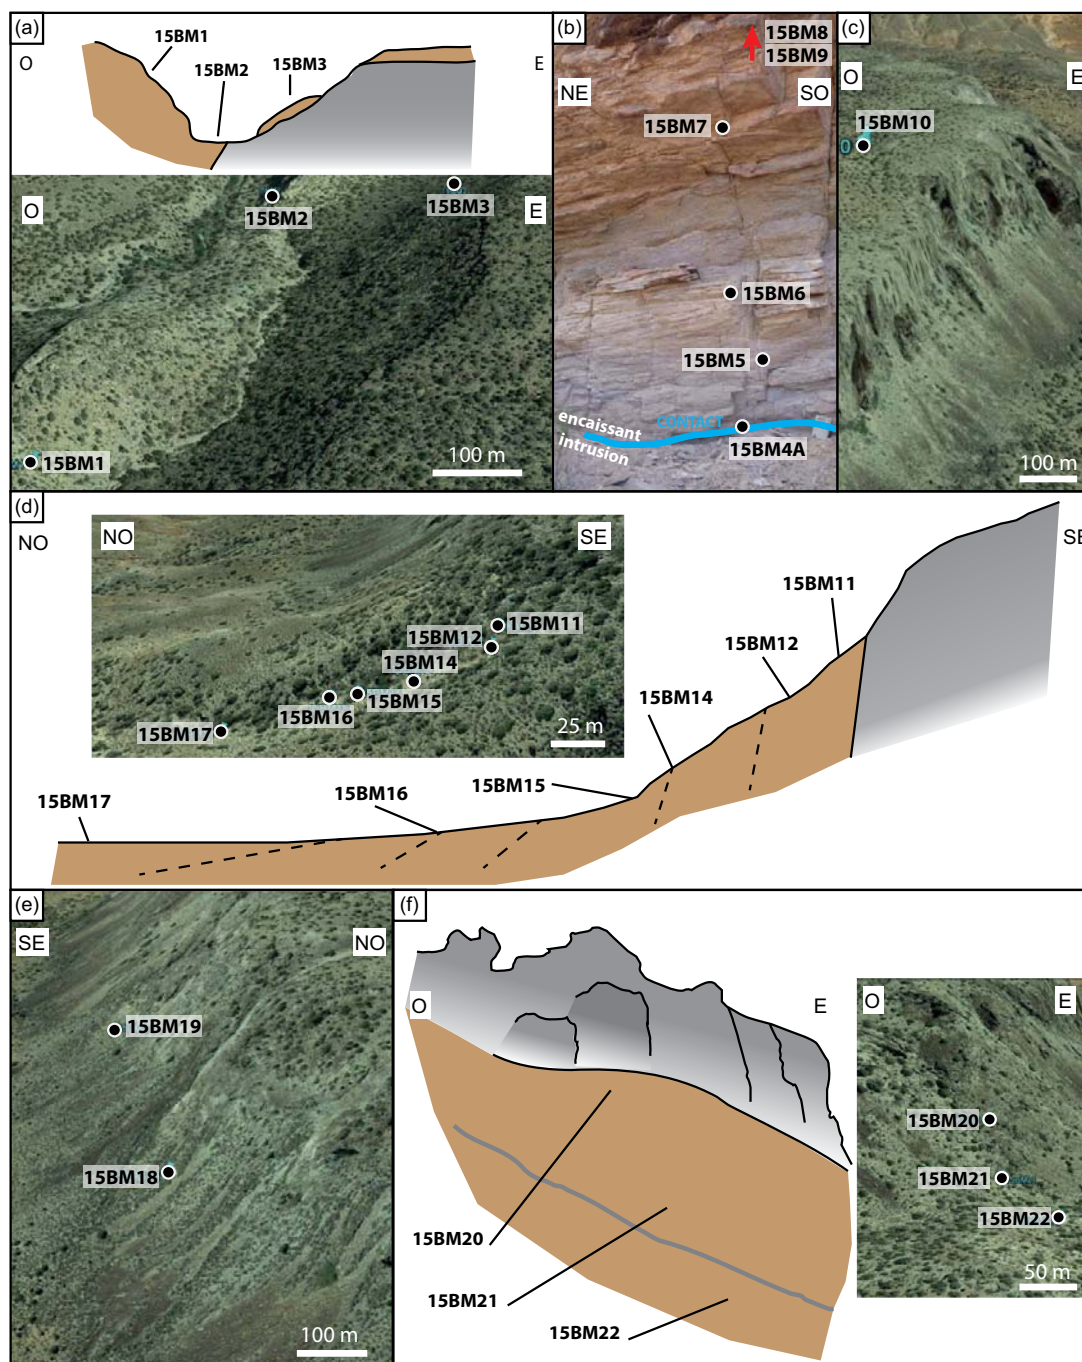 (a)
15BM1
O
15BM2
15BM3
E
O
15BM2
15BM3
E
15BM1
100 m
(b)
15BM8
15BM9
NE
SO
15BM7
15BM6
15BM5
encaissant
CONTACT
intrusion
15BM4A
(c)
O
E
15BM10
100 m
(d)
NO
SE
NO
SE
15BM11
15BM12
15BM14
15BM15
15BM16
15BM17
25 m
15BM11
15BM12
15BM14
15BM15
15BM16
15BM17
(e)
SE
NO
15BM19
15BM18
100 m
(f)
O
E
15BM20
15BM21
15BM22
O
E
15BM20
15BM21
15BM22
50 m